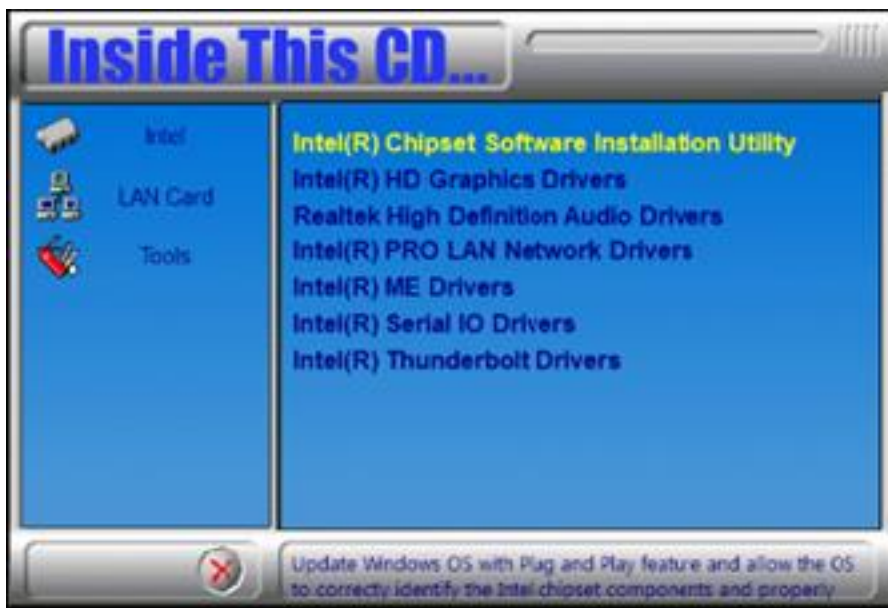 Inside This CD...
Intel
LAN Card
Tools
Intel(R) Chipset Software Installation Utility
Intel(R) HD Graphics Drivers
Realtek High Definition Audio Drivers
Intel(R) PRO LAN Network Drivers
Intel(R) ME Drivers
Intel(R) Serial IO Drivers
Intel(R) Thunderbolt Drivers
Update Windows OS with Plug and Play feature and allow the OS
to correctly identify the Intel chipset components and properly